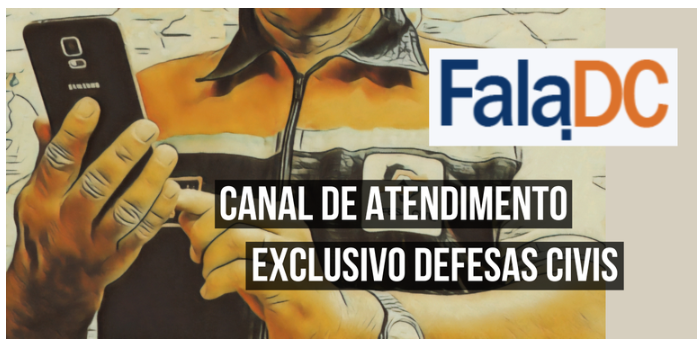 SAMSUNG
FalaDC
CANAL DE ATENDIMENTO
EXCLUSIVO DEFESAS CIVIS